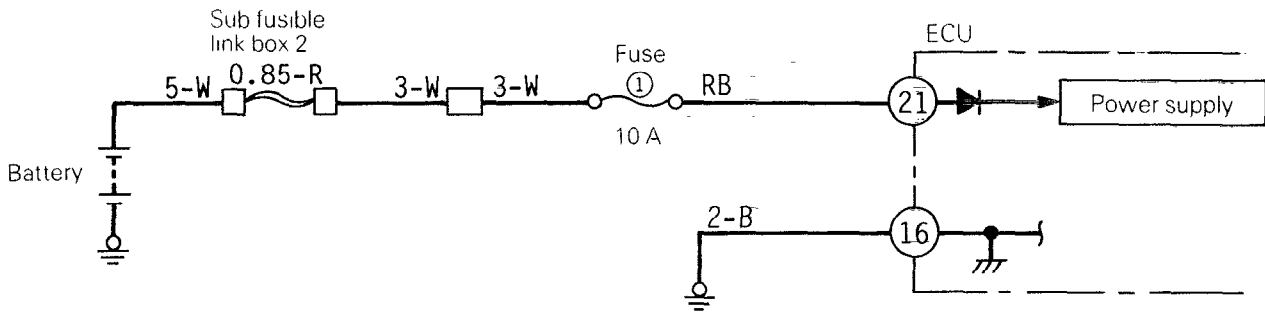 Sub fusible
link box 2
Fuse
ECU
5-W
0.85-R
3-W
3-W
①
RB
21
Power supply
10 A
Battery
2-B
16